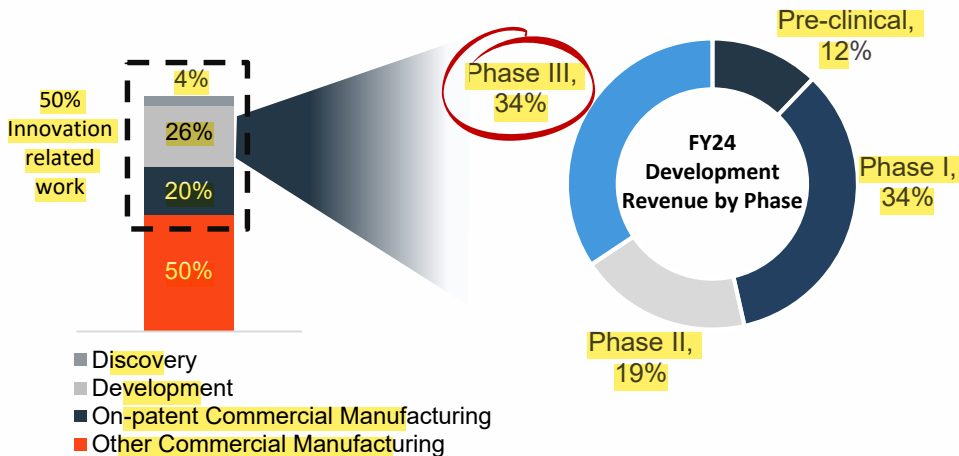 50%
Innovation
related
work
4%
26%
20%
50%
Discovery
Development
On-patent Commercial Manufacturing
Other Commercial Manufacturing
Phase III,
34%
Pre-clinical,
12%
FY24
Development
Revenue by Phase
Phase I,
34%
Phase II,
19%